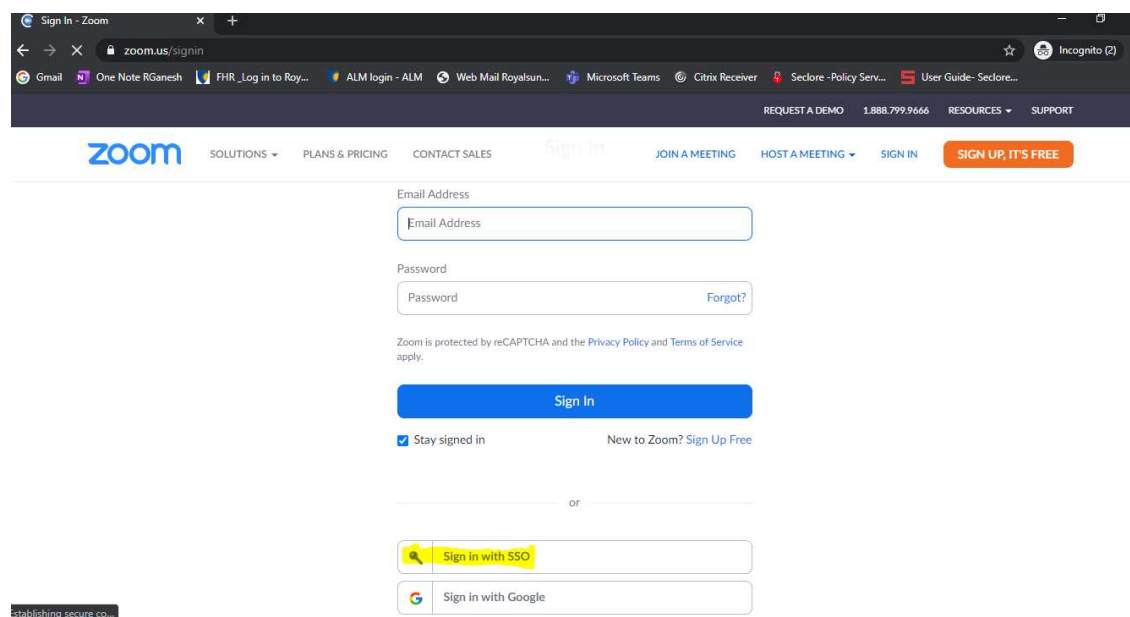 Sign In - Zoom
zoom.us/signin
Incognito (2)
Gmail One Note RGanesh FHR_Log in to Roy... ALM login - ALM Web Mail Royalsun... Microsoft Teams Citrix Receiver Seclore -Policy Serv... User Guide- Seclore...
REQUEST A DEMO 1.888.799.9666 RESOURCES SUPPORT
zoom SOLUTIONS PLANS & PRICING CONTACT SALES Sign In JOIN A MEETING HOST A MEETING SIGN IN SIGN UP, IT'S FREE
Email Address
Email Address
Password
Password Forgot?
Zoom is protected by reCAPTCHA and the Privacy Policy and Terms of Service
apply.
Sign In
Stay signed in New to Zoom? Sign Up Free
or
Sign in with SSO
Sign in with Google
Establishing secure co...